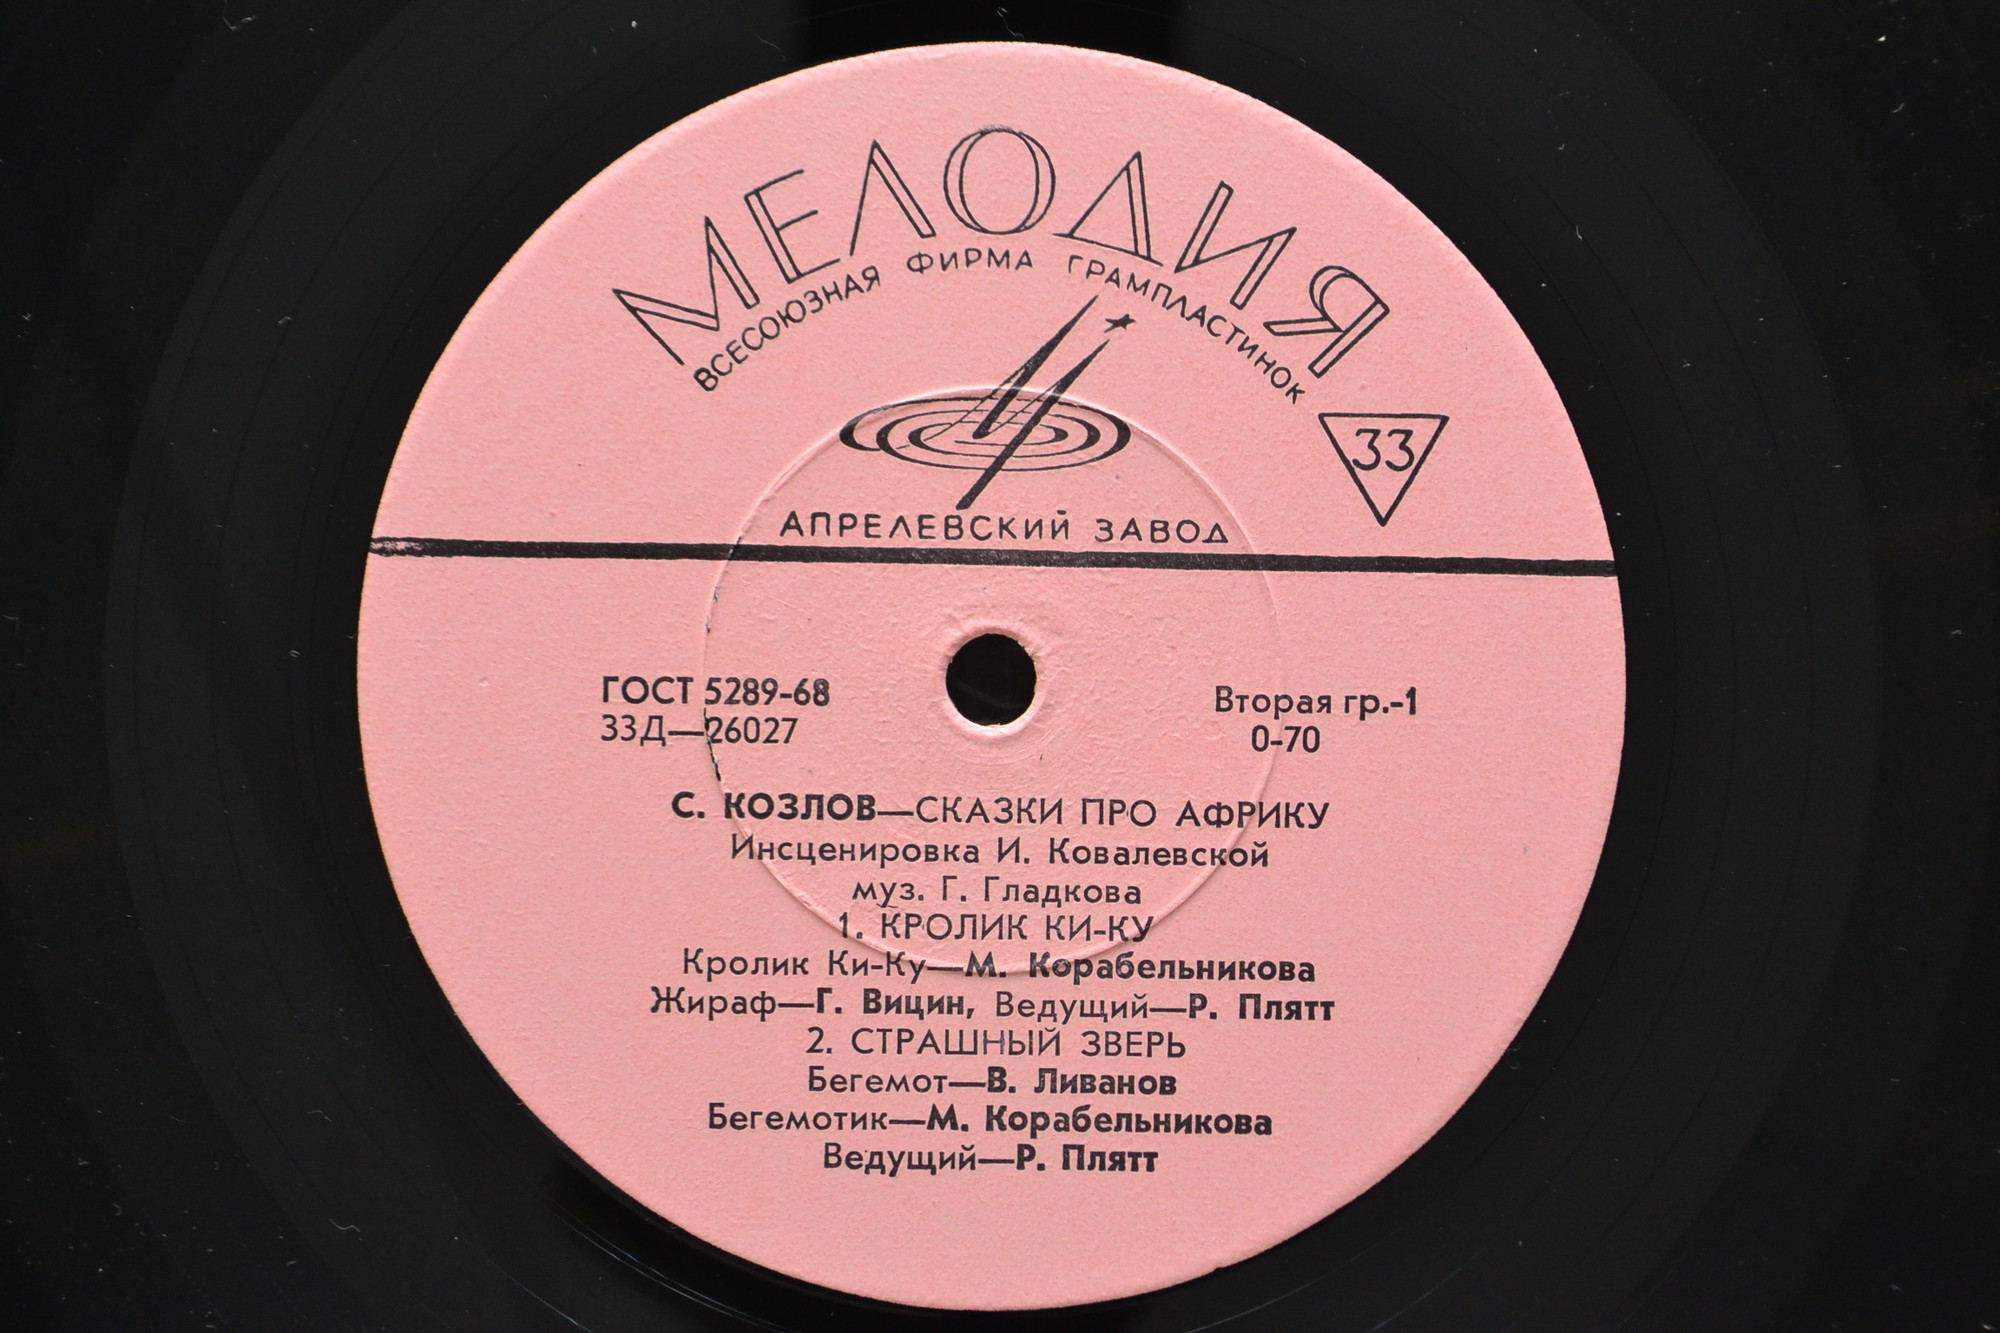 МЕЛОДИЯ
ВСЕСОЮЗНАЯ ФИРМА ГРАМПЛАСТИНОК
33
АПРЕЛЕВСКИЙ ЗАВОД
ГОСТ 5289-68
33Д—26027
Вторая гр.-1
0-70
С. КОЗЛОВ—СКАЗКИ ПРО АФРИКУ
Инсценировка И. Ковалевской
муз. Г. Гладкова
1. КРОЛИК КИ-КУ
Кролик Ки-Ку—М. Корабельникова
Жираф—Г. Вицин, Ведущий—Р. Плятт
2. СТРАШНЫЙ ЗВЕРЬ
Бегемот—В. Ливанов
Бегемотик—М. Корабельникова
Ведущий—Р. Плятт